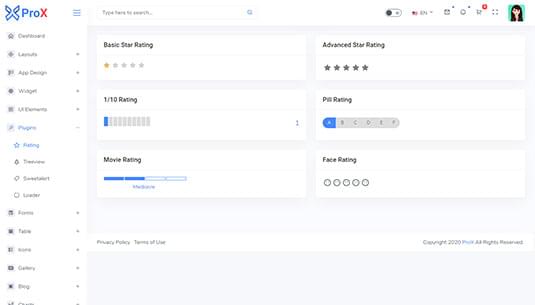 ProX
Type here to search...
EN
Dashboard
Layouts
App Design
Widget
UI Elements
Plugins
Rating
Treeview
Sweetalert
Loader
Forms
Table
Icons
Gallery
Blog
Charts
Basic Star Rating
Advanced Star Rating
1/10 Rating
1
Pill Rating
A B C D E F
Movie Rating
Mediocre
Face Rating
Privacy Policy Terms of Use
Copyright 2020 ProX All Rights Reserved.